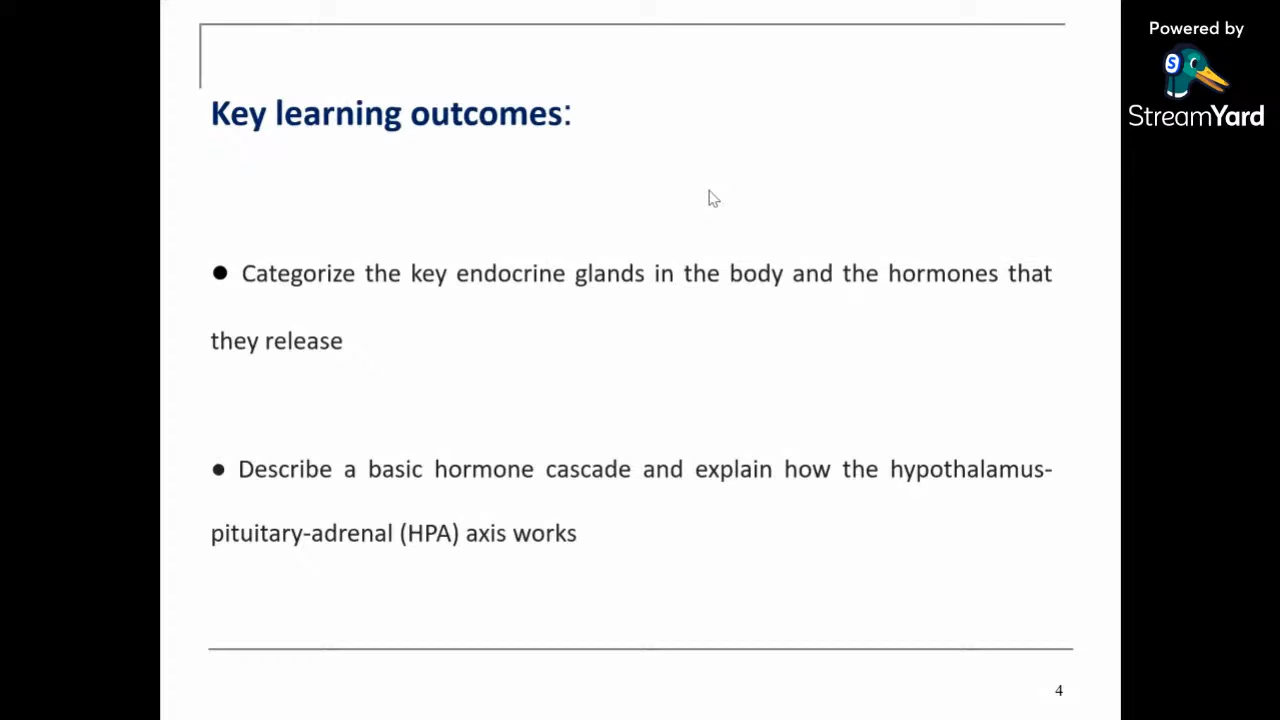 Powered by
S
StreamYard
Key learning outcomes:
● Categorize the key endocrine glands in the body and the hormones that
they release
● Describe a basic hormone cascade and explain how the hypothalamus-
pituitary-adrenal (HPA) axis works
4